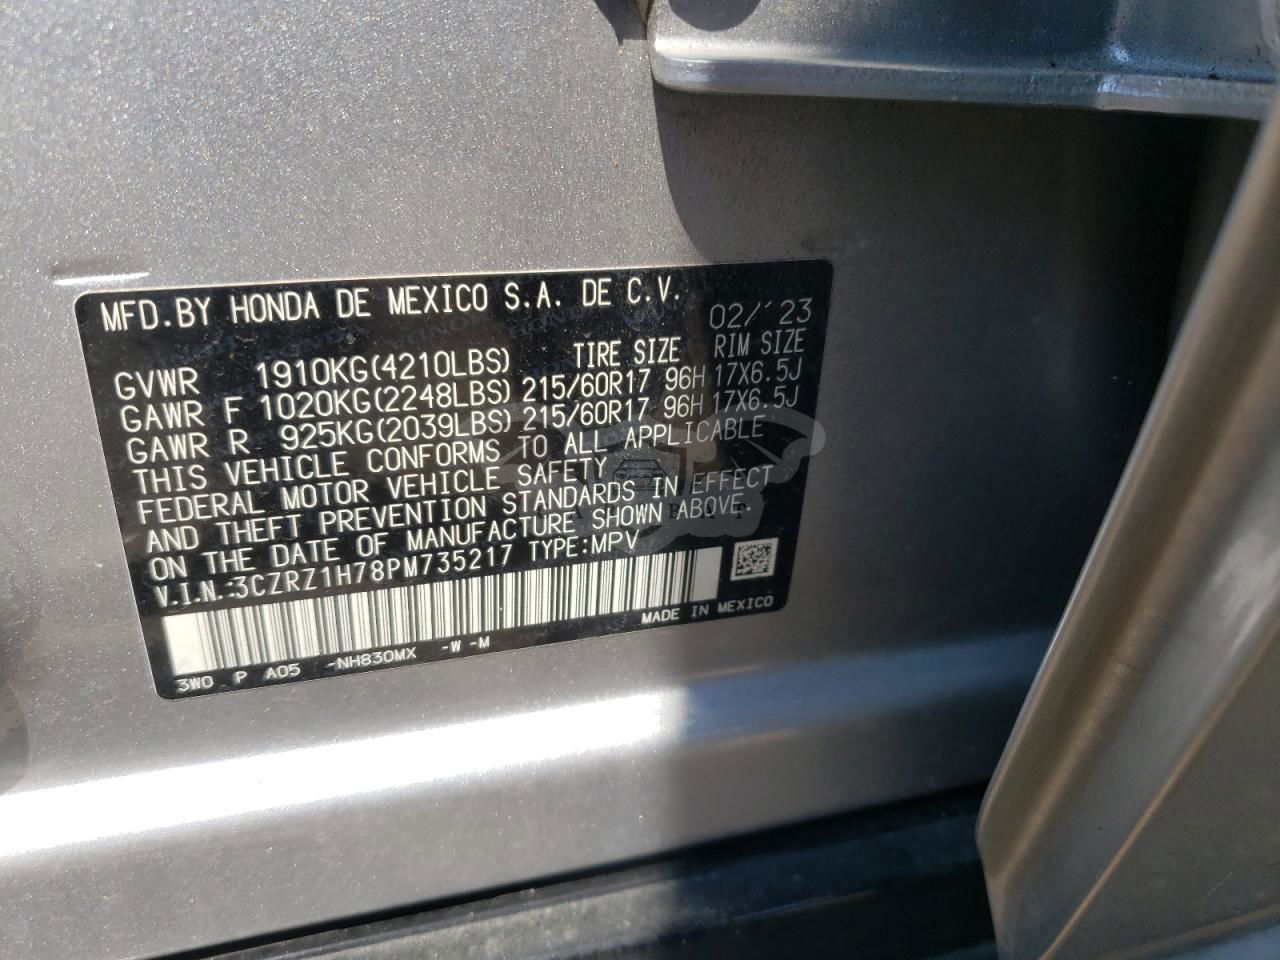 MFD.BY HONDA DE MEXICO S.A. DE C.V.
02/'23
TIRE SIZE RIM SIZE
GVWR 1910KG(4210LBS)
GAWR F 1020KG(2248LBS) 215/60R17 96H 17X6.5J
GAWR R 925KG(2039LBS) 215/60R17 96H 17X6.5J
THIS VEHICLE CONFORMS TO ALL APPLICABLE
FEDERAL MOTOR VEHICLE SAFETY
AND THEFT PREVENTION STANDARDS IN EFFECT
ON THE DATE OF MANUFACTURE SHOWN ABOVE.
V.I.N.:3CZRZ1H78PM735217 TYPE:MPV
MADE IN MEXICO
3W0 P A05 -NH830MX -W -M